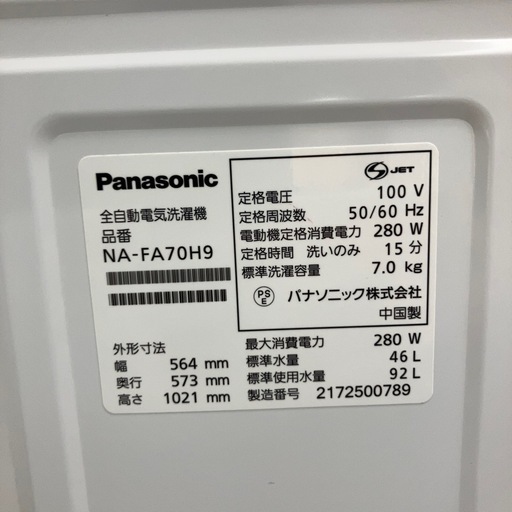 Panasonic
全自動電気洗濯機
品番
NA-FA70H9
外形寸法
幅 564 mm
奥行 573 mm
高さ 1021 mm
S JET
定格電圧 100 V
定格周波数 50/60 Hz
電動機定格消費電力 280 W
定格時間 洗いのみ 15 分
標準洗濯容量 7.0 kg
PS E パナソニック株式会社
中国製
最大消費電力 280 W
標準水量 46 L
標準使用水量 92 L
製造番号 2172500789